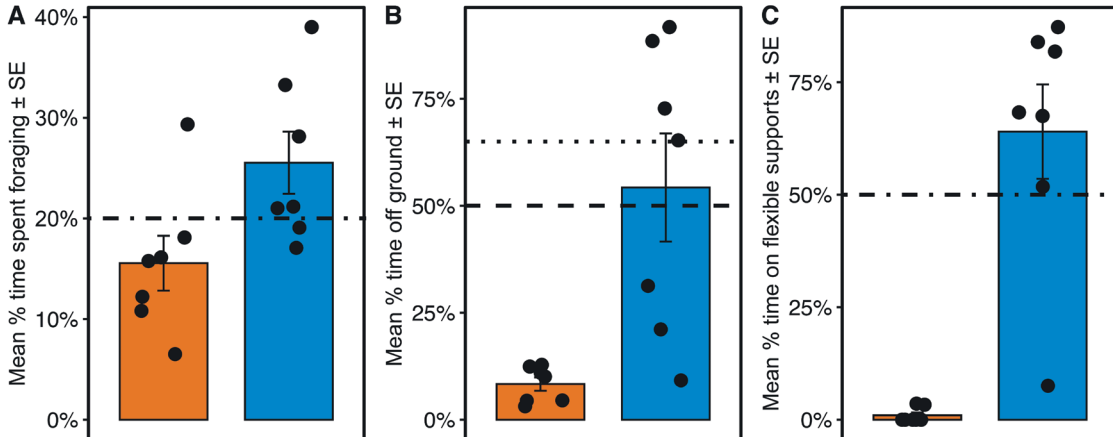 A
Mean % time spent foraging ± SE
40%
30%
20%
10%
0%
B
Mean % time off ground ± SE
75%
50%
25%
0%
C
Mean % time on flexible supports ± SE
75%
50%
25%
0%